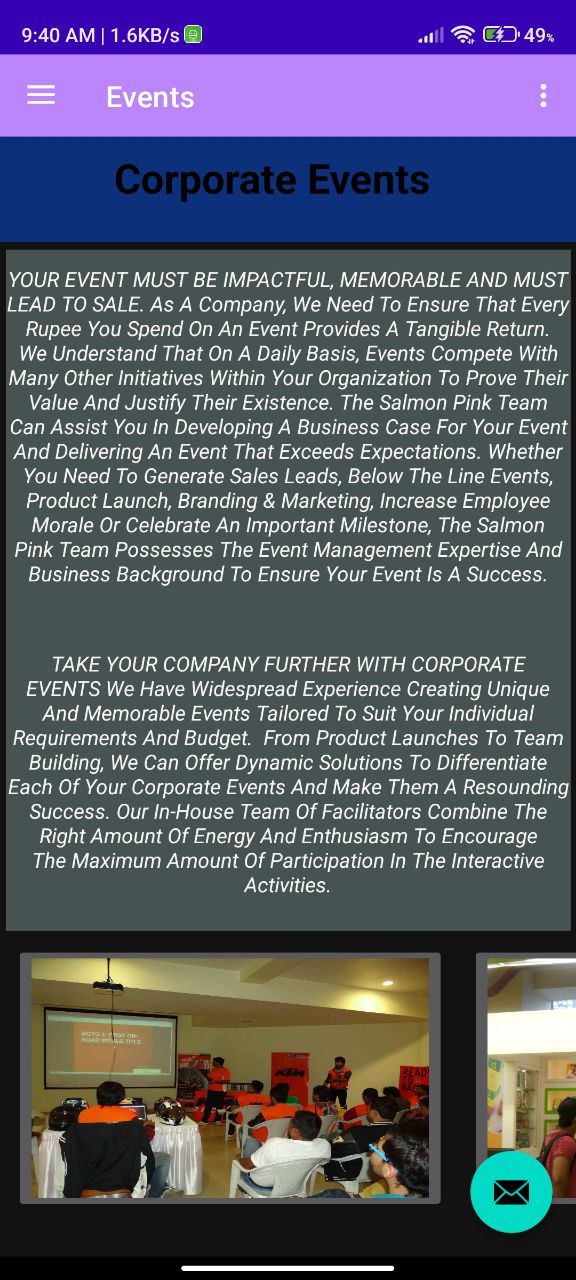 9:40 AM | 1.6KB/s
49%
Events
Corporate Events
YOUR EVENT MUST BE IMPACTFUL, MEMORABLE AND MUST
LEAD TO SALE. As A Company, We Need To Ensure That Every
Rupee You Spend On An Event Provides A Tangible Return.
We Understand That On A Daily Basis, Events Compete With
Many Other Initiatives Within Your Organization To Prove Their
Value And Justify Their Existence. The Salmon Pink Team
Can Assist You In Developing A Business Case For Your Event
And Delivering An Event That Exceeds Expectations. Whether
You Need To Generate Sales Leads, Below The Line Events,
Product Launch, Branding & Marketing, Increase Employee
Morale Or Celebrate An Important Milestone, The Salmon
Pink Team Possesses The Event Management Expertise And
Business Background To Ensure Your Event Is A Success.
TAKE YOUR COMPANY FURTHER WITH CORPORATE
EVENTS We Have Widespread Experience Creating Unique
And Memorable Events Tailored To Suit Your Individual
Requirements And Budget.  From Product Launches To Team
Building, We Can Offer Dynamic Solutions To Differentiate
Each Of Your Corporate Events And Make Them A Resounding
Success. Our In-House Team Of Facilitators Combine The
Right Amount Of Energy And Enthusiasm To Encourage
The Maximum Amount Of Participation In The Interactive
Activities.
MOTO 3: FIRST ON-
ROAD WORLD TITLE
KTM